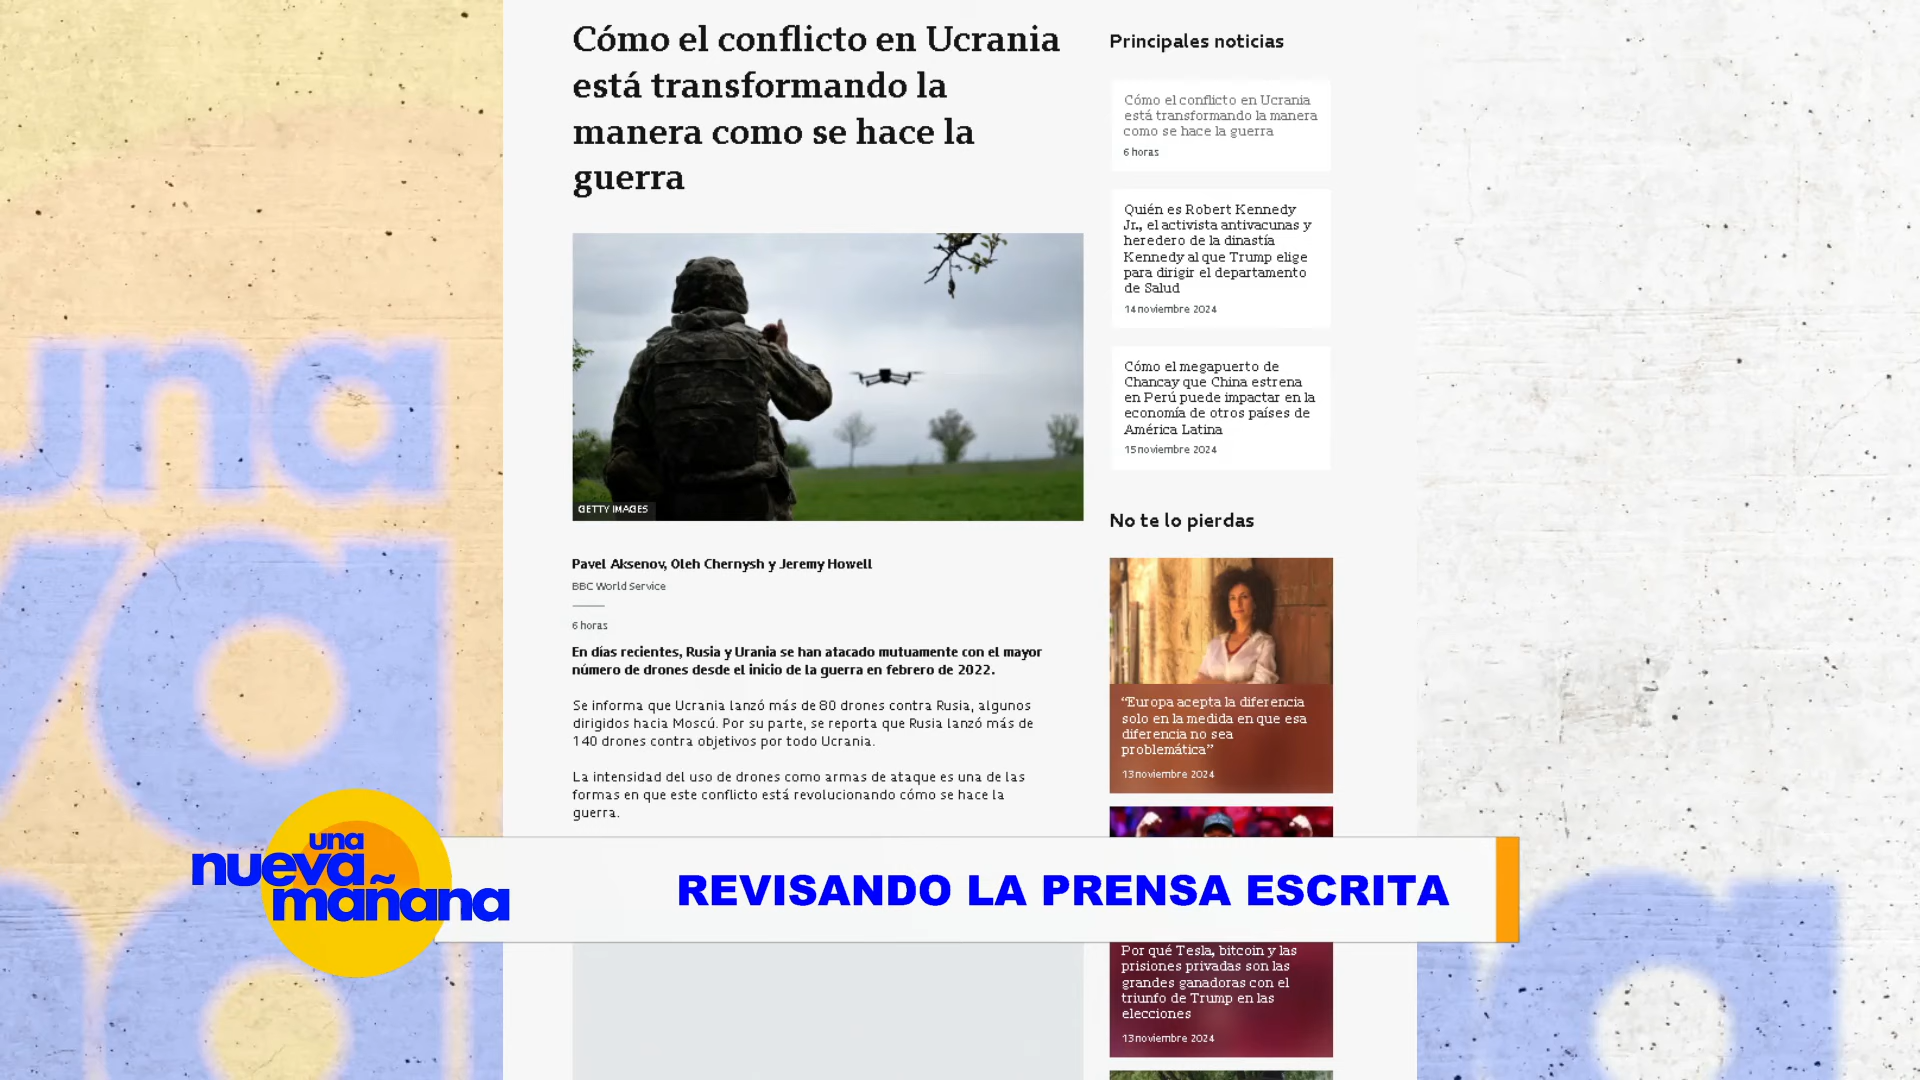 Cómo el conflicto en Ucrania
está transformando la
manera como se hace la
guerra
GETTY IMAGES
Pavel Aksenov, Oleh Chernysh y Jeremy Howell
BBC World Service
6 horas
En días recientes, Rusia y Urania se han atacado mutuamente con el mayor
número de drones desde el inicio de la guerra en febrero de 2022.
Se informa que Ucrania lanzó más de 80 drones contra Rusia, algunos
dirigidos hacia Moscú. Por su parte, se reporta que Rusia lanzó más de
140 drones contra objetivos por todo Ucrania.
La intensidad del uso de drones como armas de ataque es una de las
formas en que este conflicto está revolucionando cómo se hace la
guerra.
Principales noticias
Cómo el conflicto en Ucrania
está transformando la manera
como se hace la guerra
6 horas
Quién es Robert Kennedy
Jr., el activista antivacunas y
heredero de la dinastía
Kennedy al que Trump elige
para dirigir el departamento
de Salud
14 noviembre 2024
Cómo el megapuerto de
Chancay que China estrena
en Perú puede impactar en la
economía de otros países de
América Latina
15 noviembre 2024
No te lo pierdas
“Europa acepta la diferencia
solo en la medida en que esa
diferencia no sea
problemática”
13 noviembre 2024
Por qué Tesla, bitcoin y las
prisiones privadas son las
grandes ganadoras con el
triunfo de Trump en las
elecciones
13 noviembre 2024
una
nueva
mañana
REVISANDO LA PRENSA ESCRITA
una